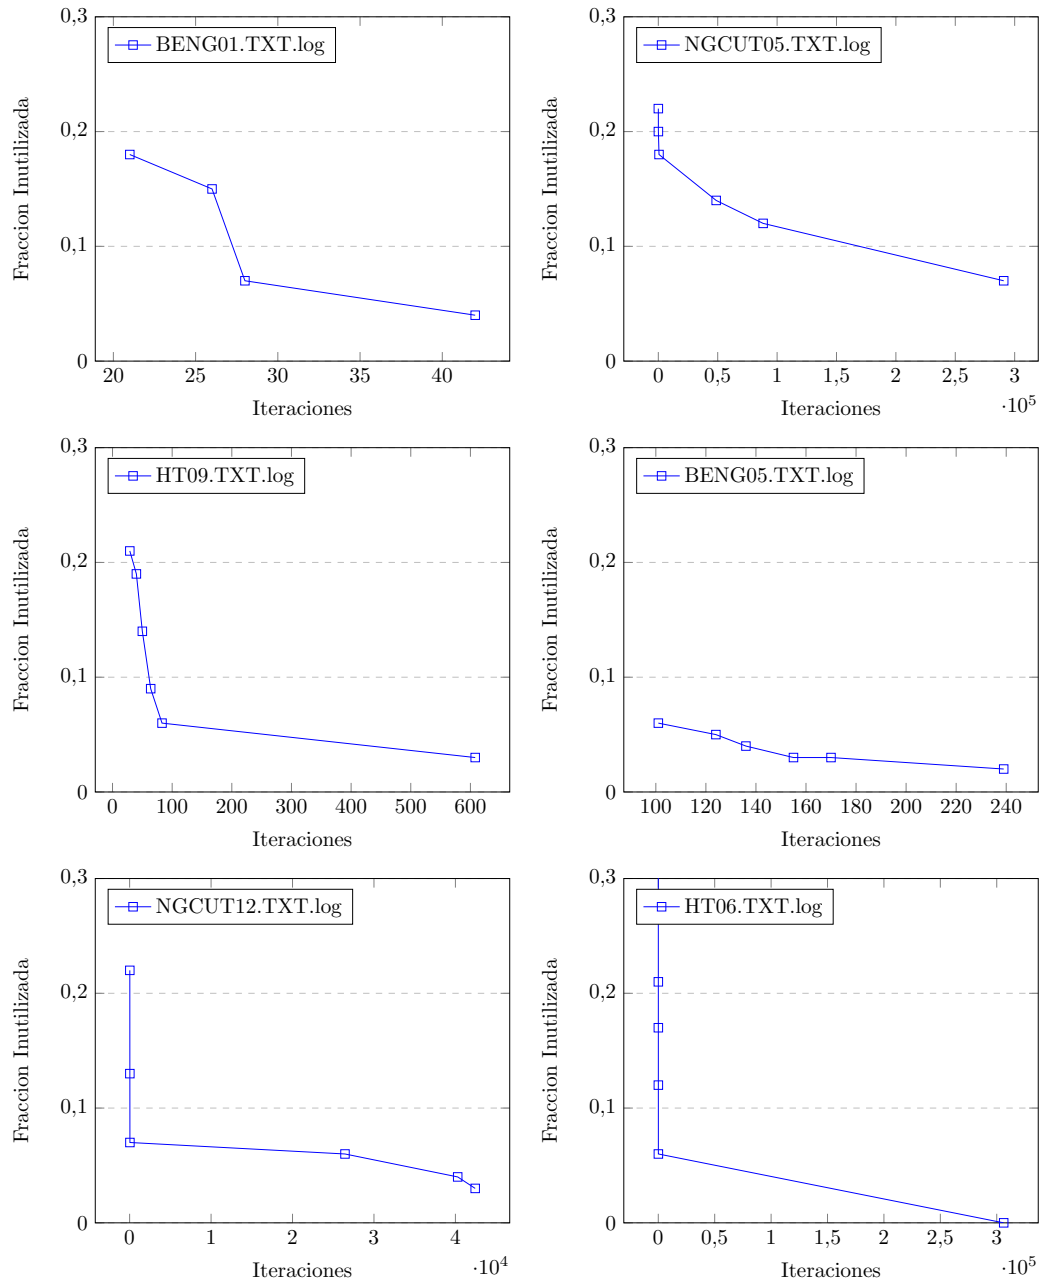 0,3
0,2
0,1
0
Fraccion Inutilizada
BENG01.TXT.log
20 25 30 35 40
Iteraciones
0,3
0,2
0,1
0
Fraccion Inutilizada
NGCUT05.TXT.log
0 0,5 1 1,5 2 2,5 3
·10^5
Iteraciones
0,3
0,2
0,1
0
Fraccion Inutilizada
HT09.TXT.log
0 100 200 300 400 500 600
Iteraciones
0,3
0,2
0,1
0
Fraccion Inutilizada
BENG05.TXT.log
100 120 140 160 180 200 220 240
Iteraciones
0,3
0,2
0,1
0
Fraccion Inutilizada
NGCUT12.TXT.log
0 1 2 3 4
·10^4
Iteraciones
0,3
0,2
0,1
0
Fraccion Inutilizada
HT06.TXT.log
0 0,5 1 1,5 2 2,5 3
·10^5
Iteraciones